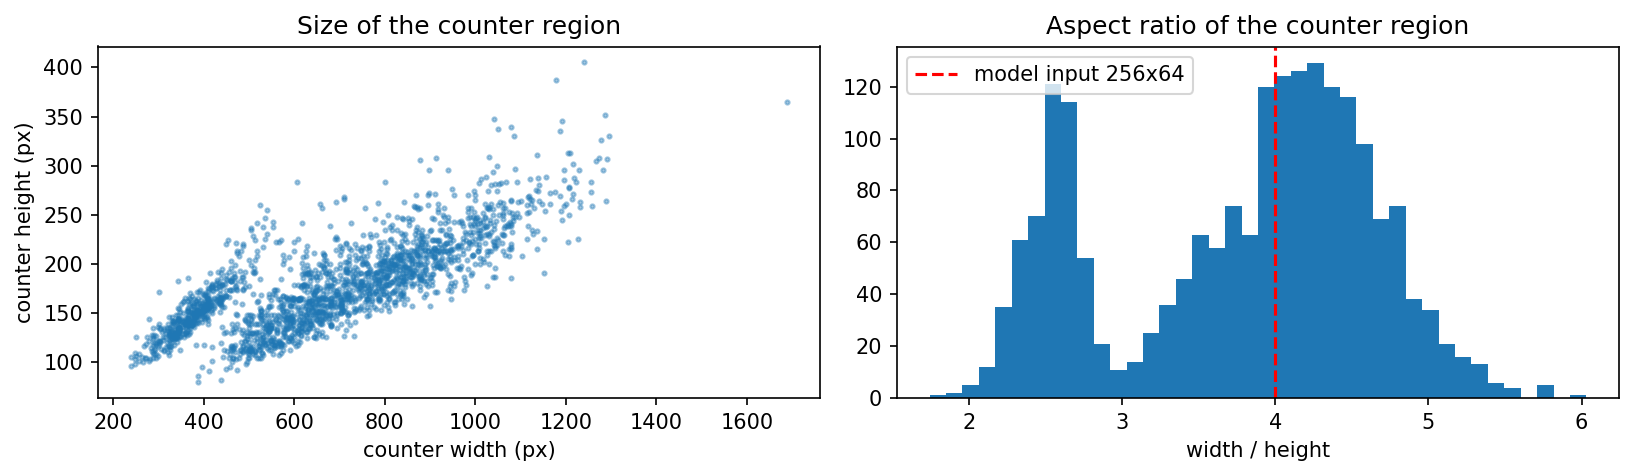 Size of the counter region
counter height (px)
400
350
300
250
200
150
100
200 400 600 800 1000 1200 1400 1600
counter width (px)
Aspect ratio of the counter region
model input 256x64
120
100
80
60
40
20
0
2 3 4 5 6
width / height